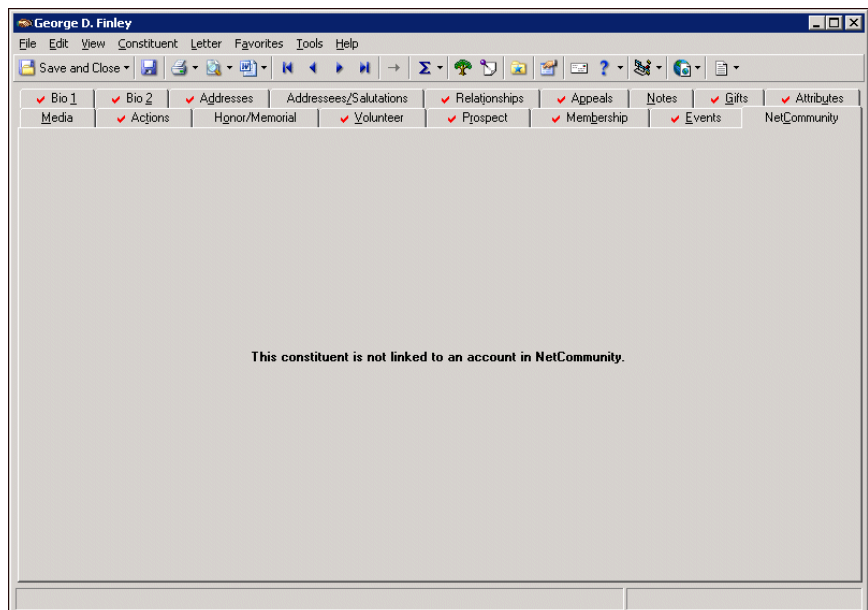 George D. Finley
File Edit View Constituent Letter Favorites Tools Help
Save and Close
Bio 1 Bio 2 Addresses Addressees/Salutations Relationships Appeals Notes Gifts Attributes
Media Actions Honor/Memorial Volunteer Prospect Membership Events NetCommunity
This constituent is not linked to an account in NetCommunity.